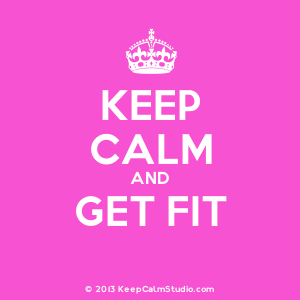 KEEP
CALM
AND
GET FIT
© 2013 KeepCalmStudio.com